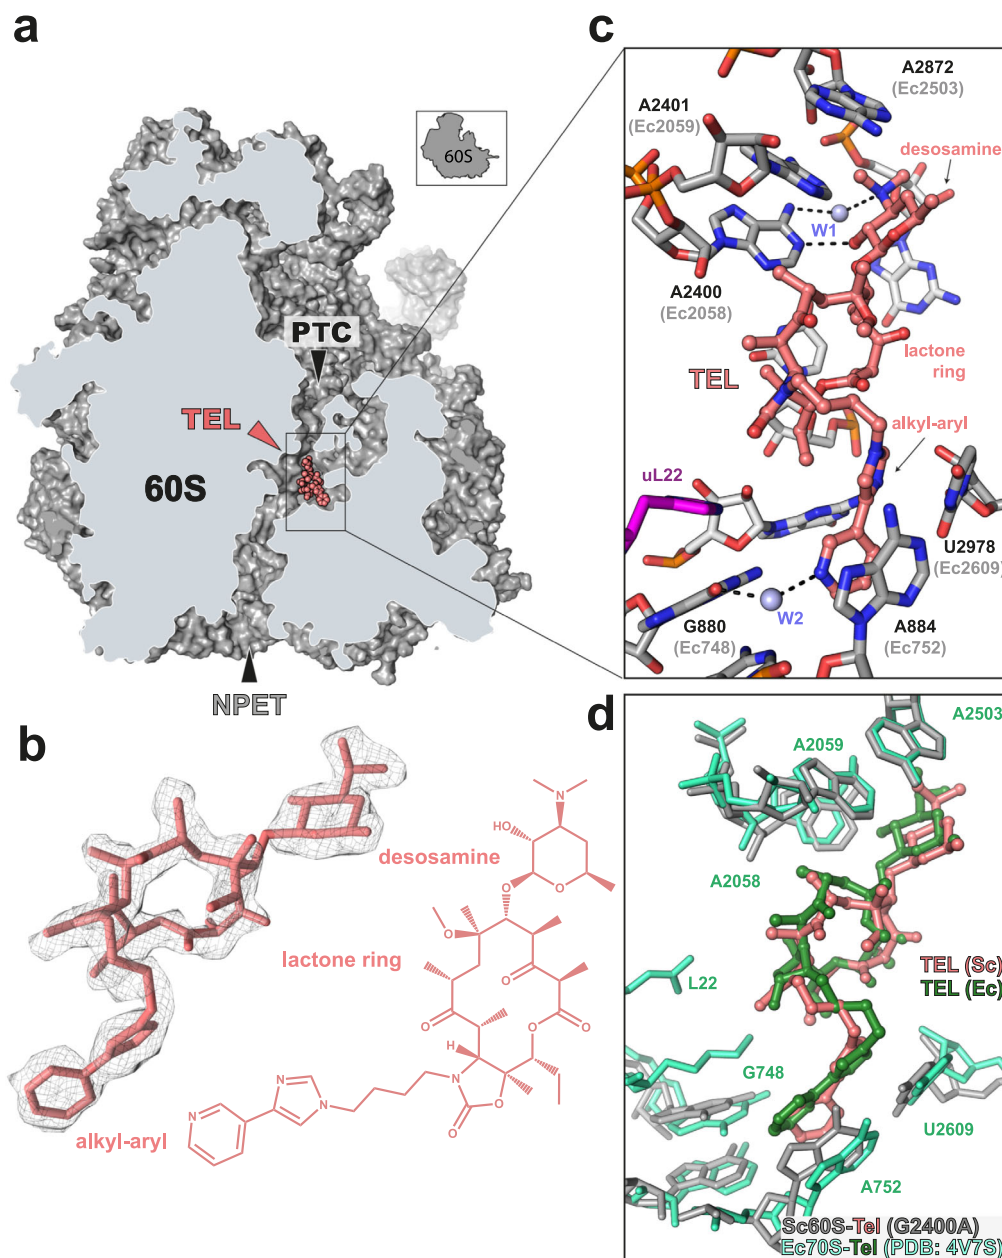 a
60S
PTC
TEL
60S
NPET
b
desosamine
lactone ring
alkyl-aryl
N
HO
O
O
O
O
O
O
O
H
N
O
O
N
N
N
c
A2872
(Ec2503)
A2401
(Ec2059)
desosamine
W1
A2400
(Ec2058)
lactone
ring
TEL
alkyl-aryl
uL22
U2978
(Ec2609)
W2
G880
(Ec748)
A884
(Ec752)
d
A2503
A2059
A2058
TEL (Sc)
TEL (Ec)
L22
G748
U2609
A752
Sc60S-Tel (G2400A)
Ec70S-Tel (PDB: 4V7S)